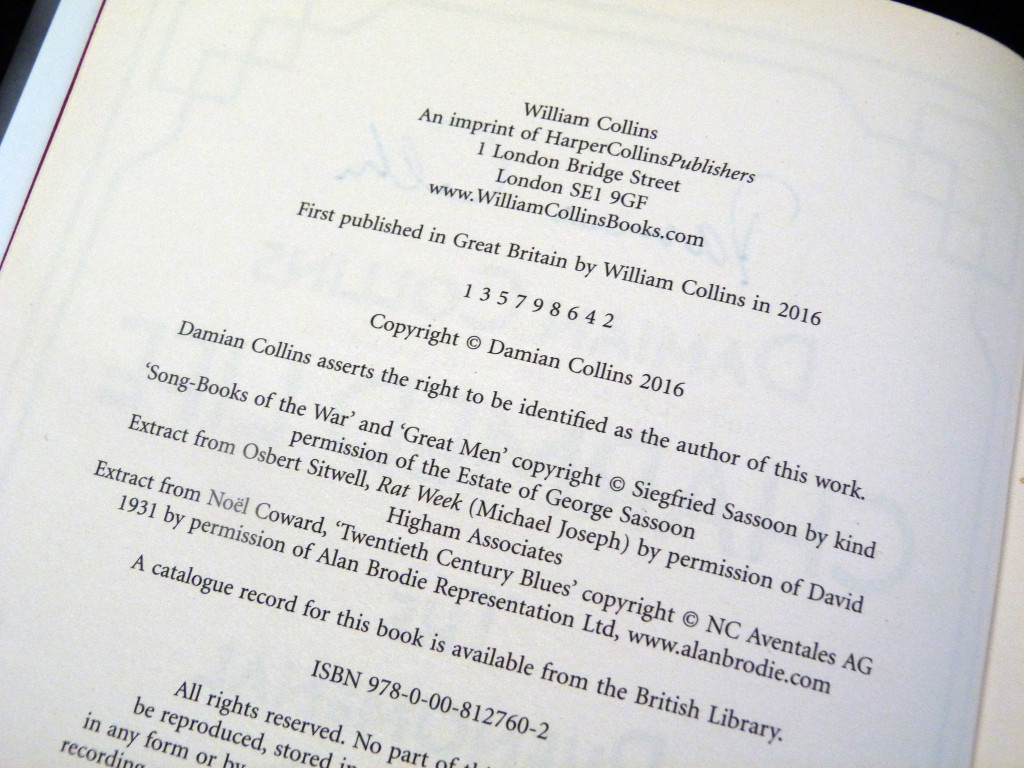 William Collins
An imprint of HarperCollinsPublishers
1 London Bridge Street
London SE1 9GF
www.WilliamCollinsBooks.com
First published in Great Britain by William Collins in 2016
1 3 5 7 9 8 6 4 2
Copyright © Damian Collins 2016
Damian Collins asserts the right to be identified as the author of this work.
‘Song-Books of the War’ and ‘Great Men’ copyright © Siegfried Sassoon by kind
permission of the Estate of George Sassoon
Extract from Osbert Sitwell, Rat Week (Michael Joseph) by permission of David
Higham Associates
Extract from Noël Coward, ‘Twentieth Century Blues’ copyright © NC Aventales AG
1931 by permission of Alan Brodie Representation Ltd, www.alanbrodie.com
A catalogue record for this book is available from the British Library.
ISBN 978-0-00-812760-2
All rights reserved. No part of
be reproduced, stored
in any form or by
recording